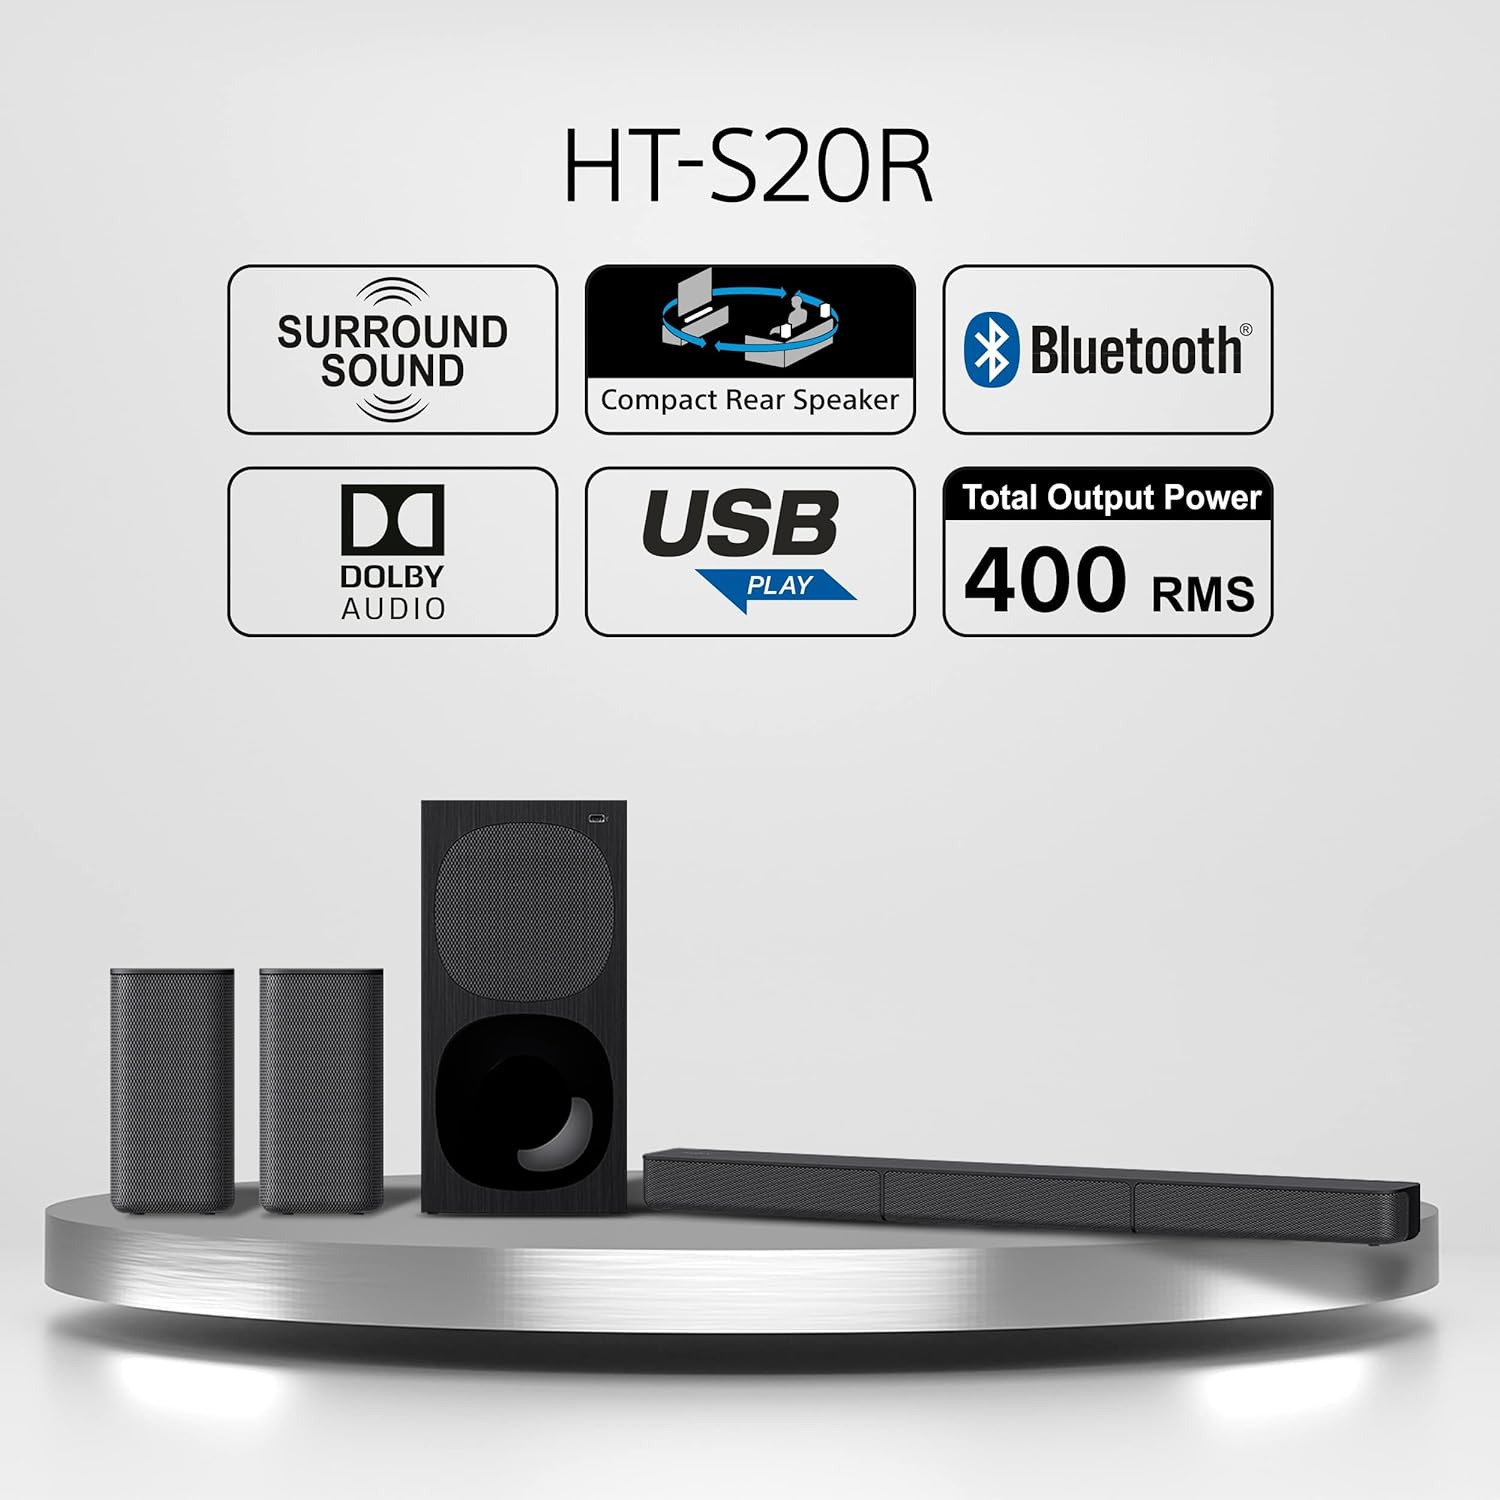 HT-S20R
SURROUND
SOUND
Compact Rear Speaker
Bluetooth®
DOLBY
AUDIO
USB
PLAY
Total Output Power
400 RMS